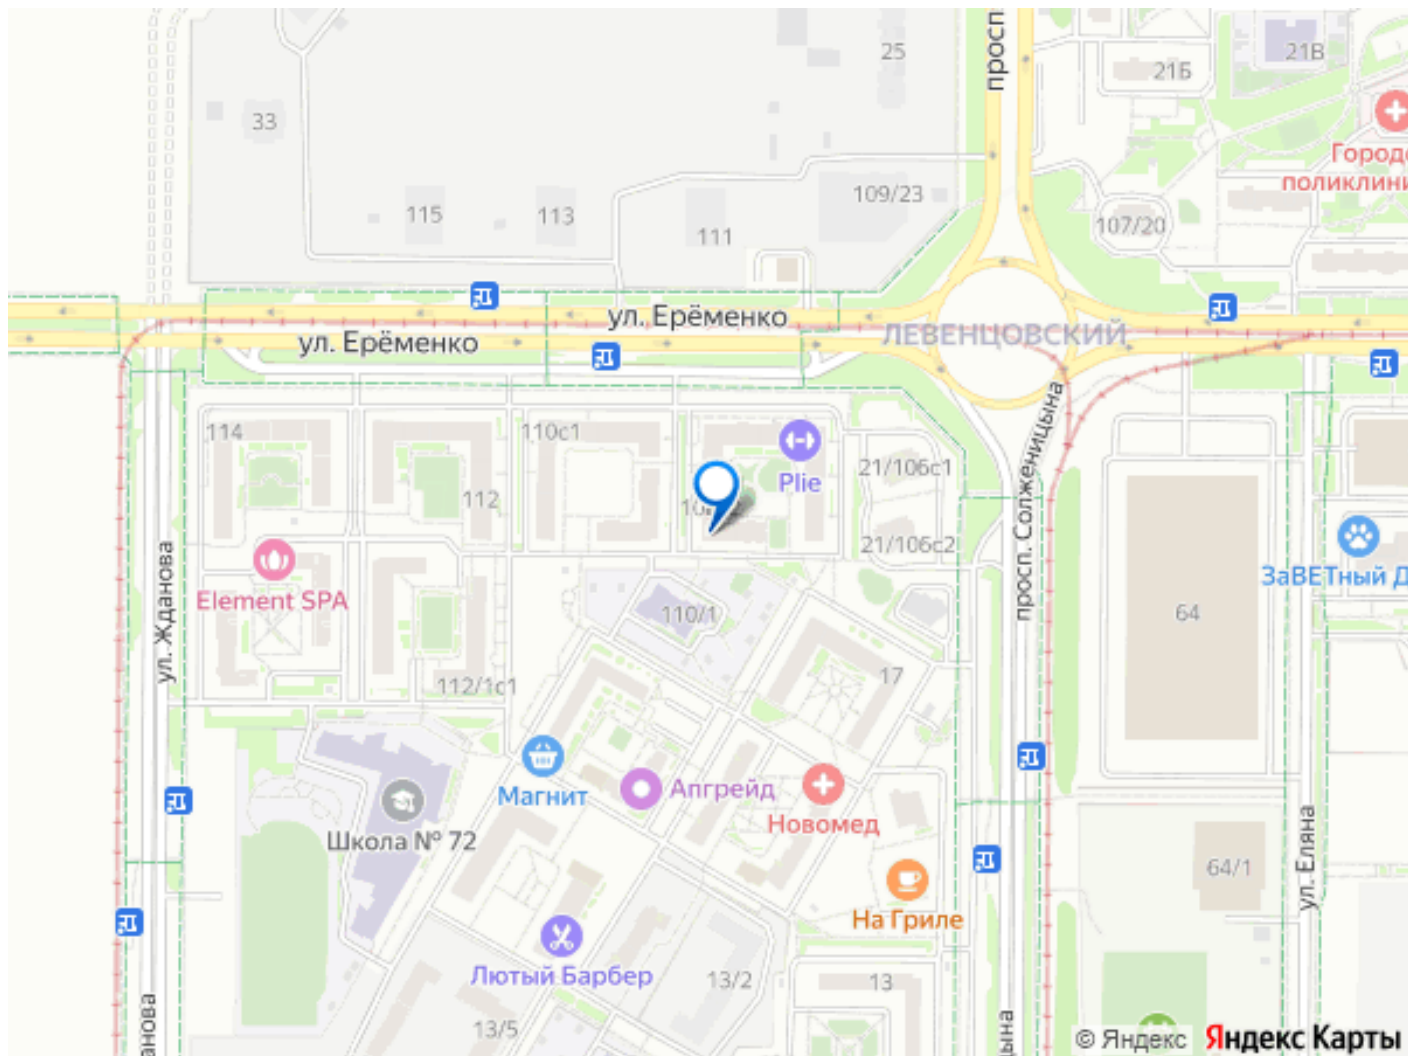 просп
25
21Б
21В
33
Городс
поликлини
115
113
111
109/23
107/20
ул. Ерёменко
ул. Ерёменко
ЛЕВЕНЦОВСКИЙ
114
110с1
112
Plie
21/106с1
21/106с2
просп. Солженицына
ул. Жданова
Element SPA
110/1
64
ЗаВЕТный Д
112/1с1
17
Магнит
Апгрейд
Новомед
Школа № 72
На Гриле
64/1
ул. Еляна
Лютый Барбер
13/2
13
13/5
анова
цына
© Яндекс Яндекс Карты